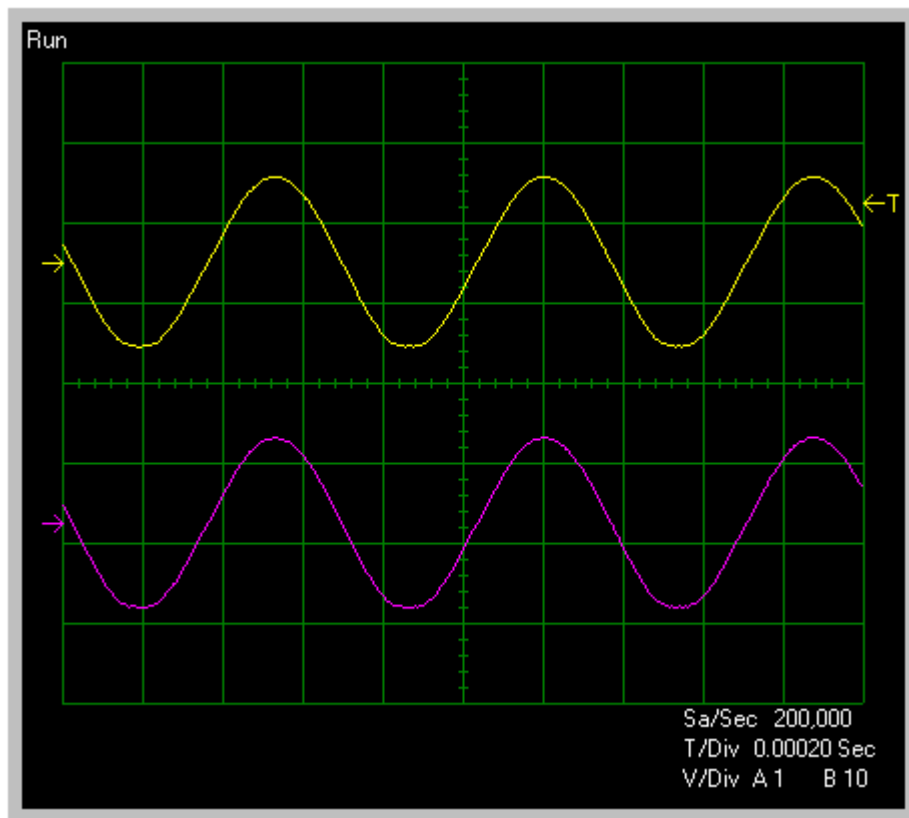 Run
T
Sa/Sec 200,000
T/Div 0.00020 Sec
V/Div A 1 B 10